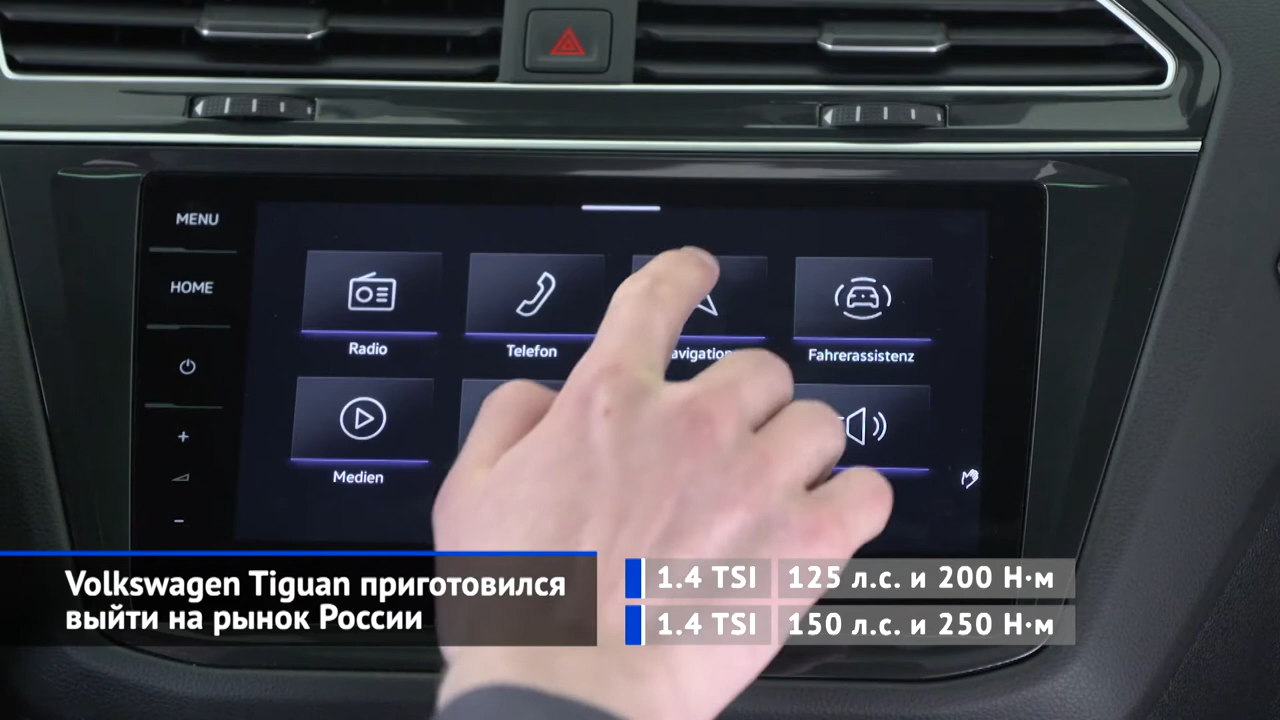 MENU
HOME
Radio
Telefon
avigation
Fahrerassistenz
Medien
Volkswagen Tiguan приготовился
выйти на рынок России
1.4 TSI 125 л.с. и 200 Н·м
1.4 TSI 150 л.с. и 250 Н·м